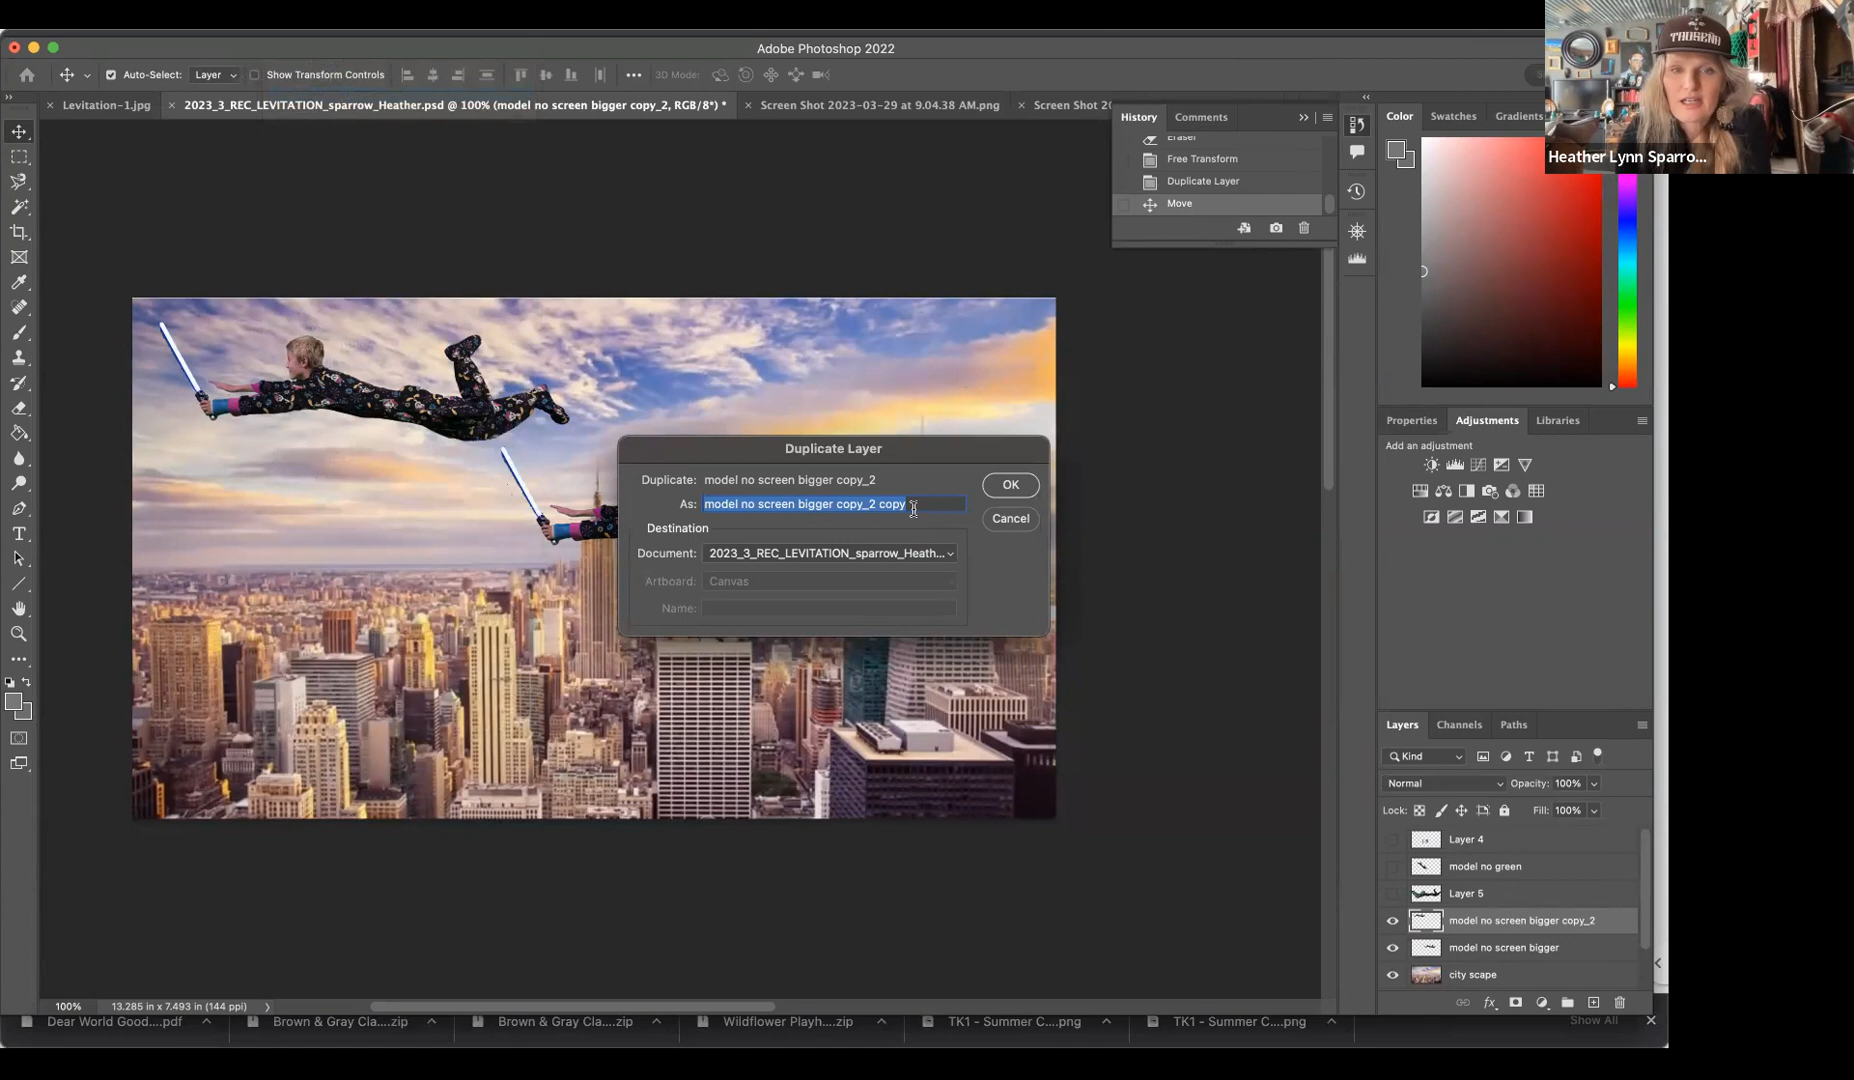 Adobe Photoshop 2022
Auto-Select: Layer Show Transform Controls 3D Mode:
Levitation-1.jpg
2023_3_REC_LEVITATION_sparrow_Heather.psd @ 100% (model no screen bigger copy_2, RGB/8*) *
Screen Shot 2023-03-29 at 9.04.38 AM.png
Screen Shot 20
TAUSEND
Heather Lynn Sparro...
History Comments
Eraser
Free Transform
Duplicate Layer
Move
Color Swatches Gradients
Duplicate Layer
Duplicate: model no screen bigger copy_2
As: model no screen bigger copy_2 copy
OK
Cancel
Destination
Document: 2023_3_REC_LEVITATION_sparrow_Heath...
Artboard: Canvas
Name:
Properties Adjustments Libraries
Add an adjustment
Layers Channels Paths
Kind
Normal Opacity: 100%
Lock: Fill: 100%
Layer 4
model no green
Layer 5
model no screen bigger copy_2
model no screen bigger
city scape
fx
100% 13.285 in x 7.493 in (144 ppi)
Dear World Good....pdf
Brown & Gray Cla....zip
Brown & Gray Cla....zip
Wildflower Playh....zip
TK1 - Summer C....png
TK1 - Summer C....png
Show All